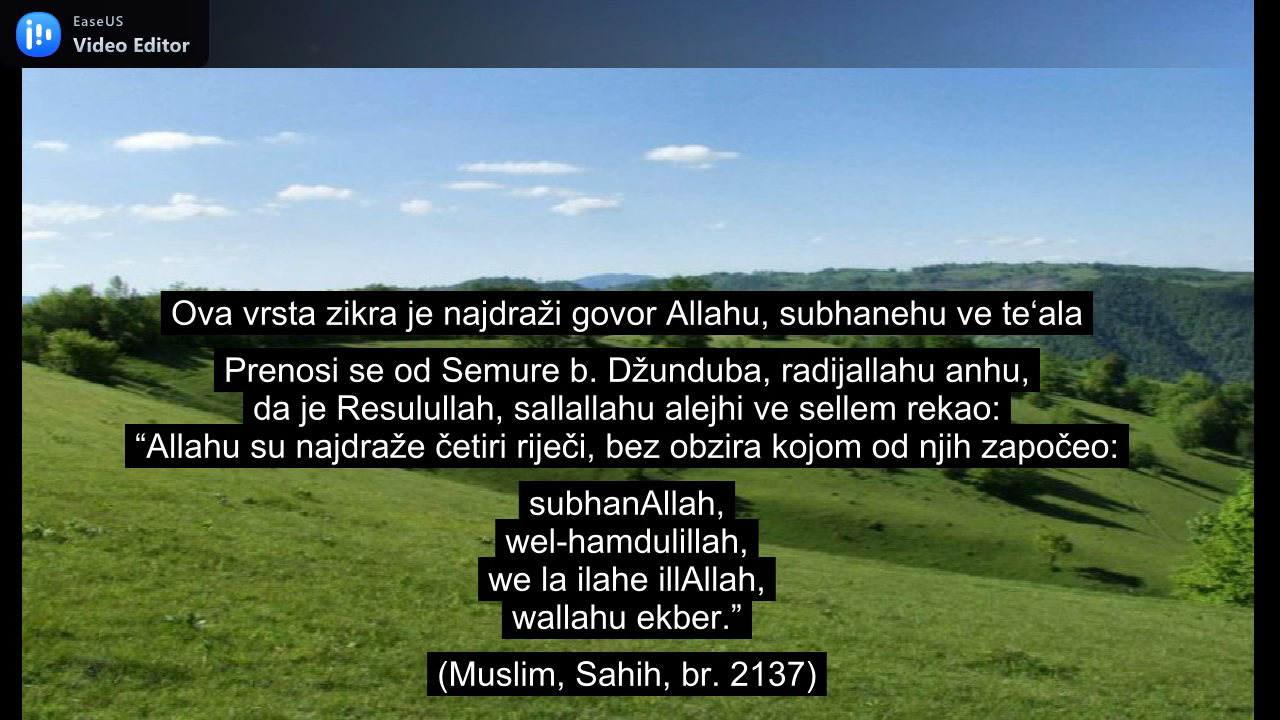 EaseUS
Video Editor
Ova vrsta zikra je najdraži govor Allahu, subhanehu ve te‘ala
Prenosi se od Semure b. Džunduba, radijallahu anhu,
da je Resulullah, sallallahu alejhi ve sellem rekao:
“Allahu su najdraže četiri riječi, bez obzira kojom od njih započeo:
subhanAllah,
wel-hamdulillah,
we la ilahe illAllah,
wallahu ekber.”
(Muslim, Sahih, br. 2137)